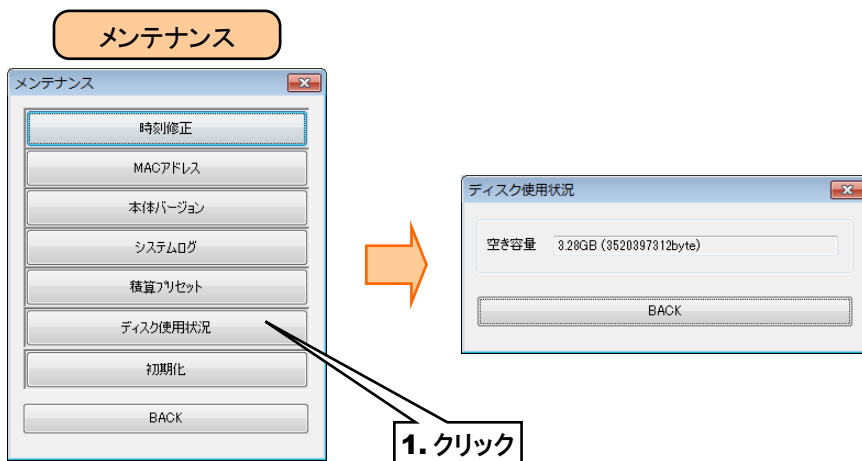 メンテナンス
メンテナンス
時刻修正
MACアドレス
本体バージョン
システムログ
積算プリセット
ディスク使用状況
初期化
BACK
1. クリック
ディスク使用状況
空き容量 3.28GB (3520397312byte)
BACK